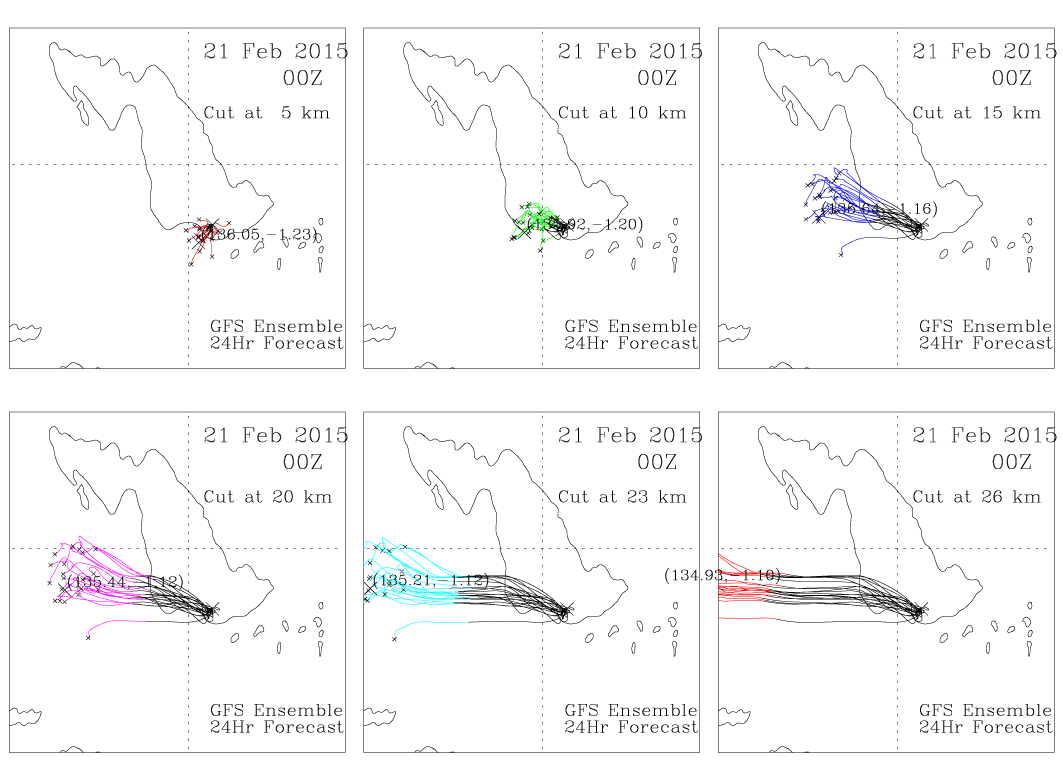 21 Feb 2015
00Z
Cut at 5 km
(136.05,−1.23)
GFS Ensemble
24Hr Forecast
21 Feb 2015
00Z
Cut at 10 km
(135.92,−1.20)
GFS Ensemble
24Hr Forecast
21 Feb 2015
00Z
Cut at 15 km
(135.64,−1.16)
GFS Ensemble
24Hr Forecast
21 Feb 2015
00Z
Cut at 20 km
(135.44,−1.12)
GFS Ensemble
24Hr Forecast
21 Feb 2015
00Z
Cut at 23 km
(135.21,−1.12)
GFS Ensemble
24Hr Forecast
21 Feb 2015
00Z
Cut at 26 km
(134.93,−1.10)
GFS Ensemble
24Hr Forecast